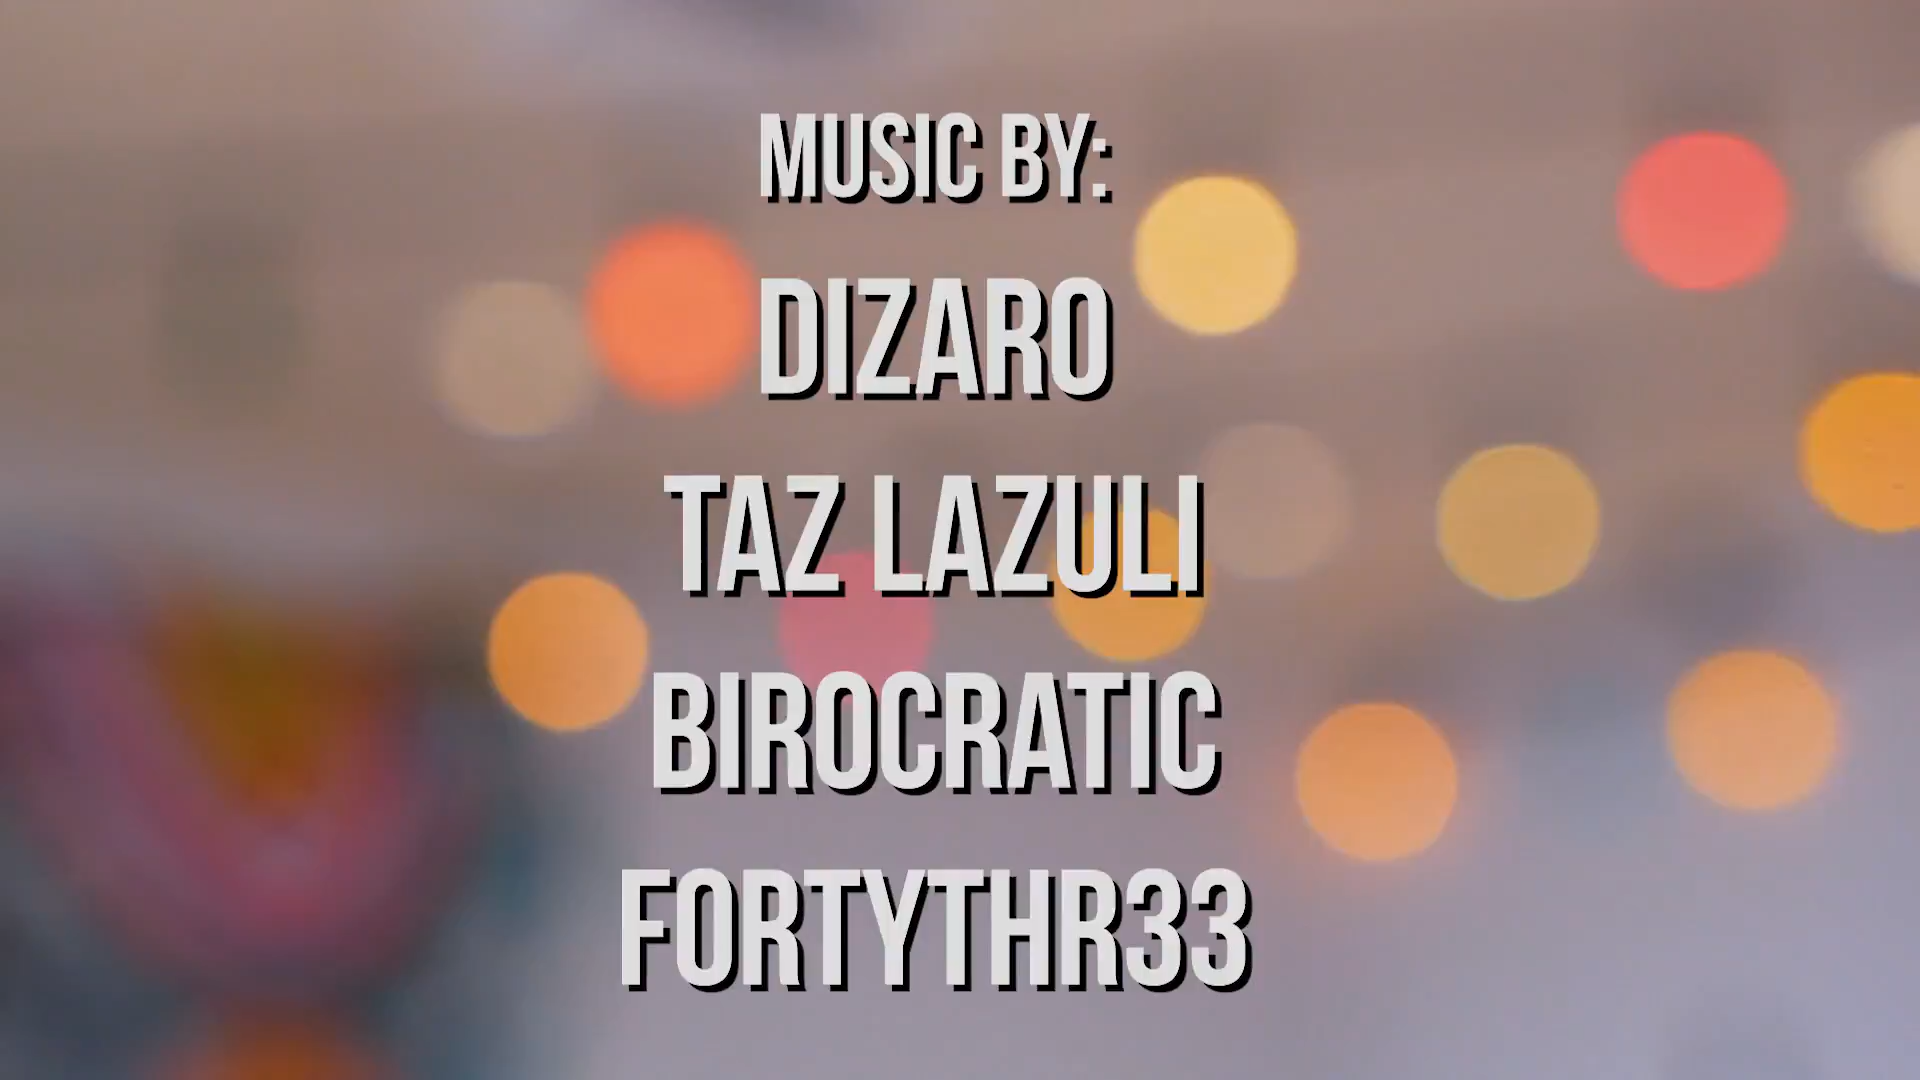 MUSIC BY:
DIZARO
TAZ LAZULI
BIROCRATIC
FORTYTHR33